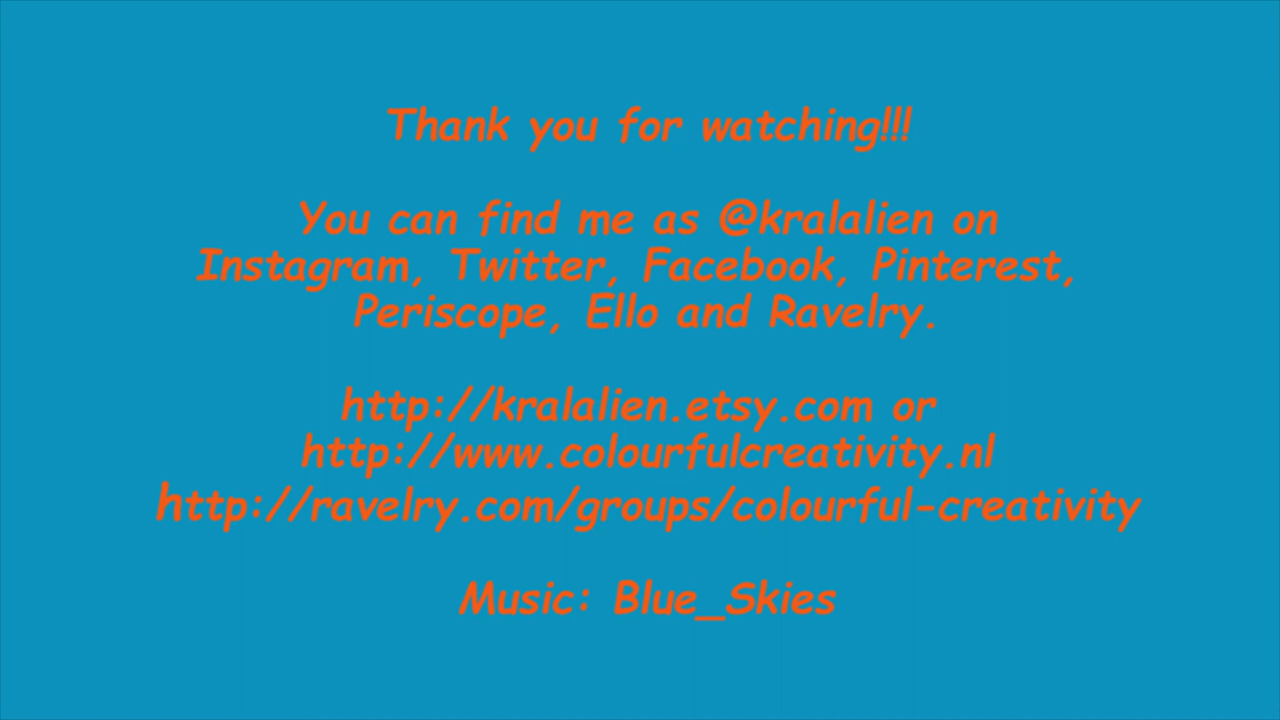 Thank you for watching!!!
You can find me as @kralalien on
Instagram, Twitter, Facebook, Pinterest,
Periscope, Ello and Ravelry.
http://kralalien.etsy.com or
http://www.colourfulcreativity.nl
http://ravelry.com/groups/colourful-creativity
Music: Blue_Skies